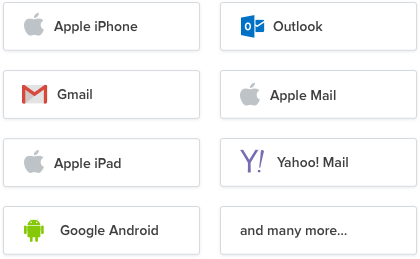 Apple iPhone
Outlook
Gmail
Apple Mail
Apple iPad
Yahoo! Mail
Google Android
and many more...